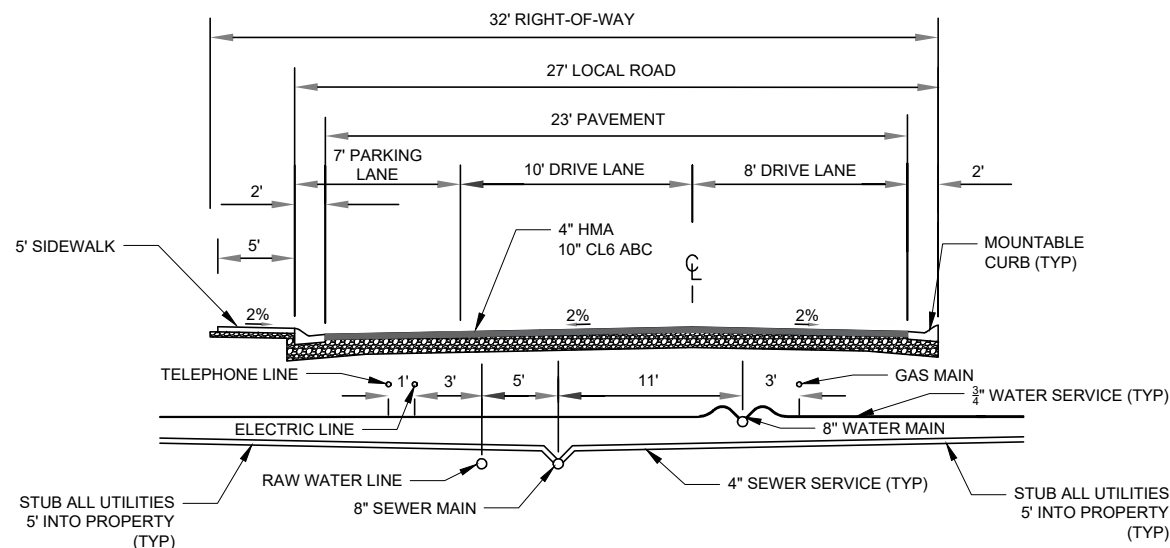 32' RIGHT-OF-WAY
27' LOCAL ROAD
23' PAVEMENT
7' PARKING
LANE
10' DRIVE LANE
8' DRIVE LANE
2'
2'
5' SIDEWALK
5'
4" HMA
10" CL6 ABC
MOUNTABLE
CURB (TYP)
℄
2%
2%
2%
TELEPHONE LINE
1'
3'
5'
11'
3'
GAS MAIN
3/4" WATER SERVICE (TYP)
ELECTRIC LINE
8" WATER MAIN
RAW WATER LINE
4" SEWER SERVICE (TYP)
8" SEWER MAIN
STUB ALL UTILITIES
5' INTO PROPERTY
(TYP)
STUB ALL UTILITIES
5' INTO PROPERTY
(TYP)